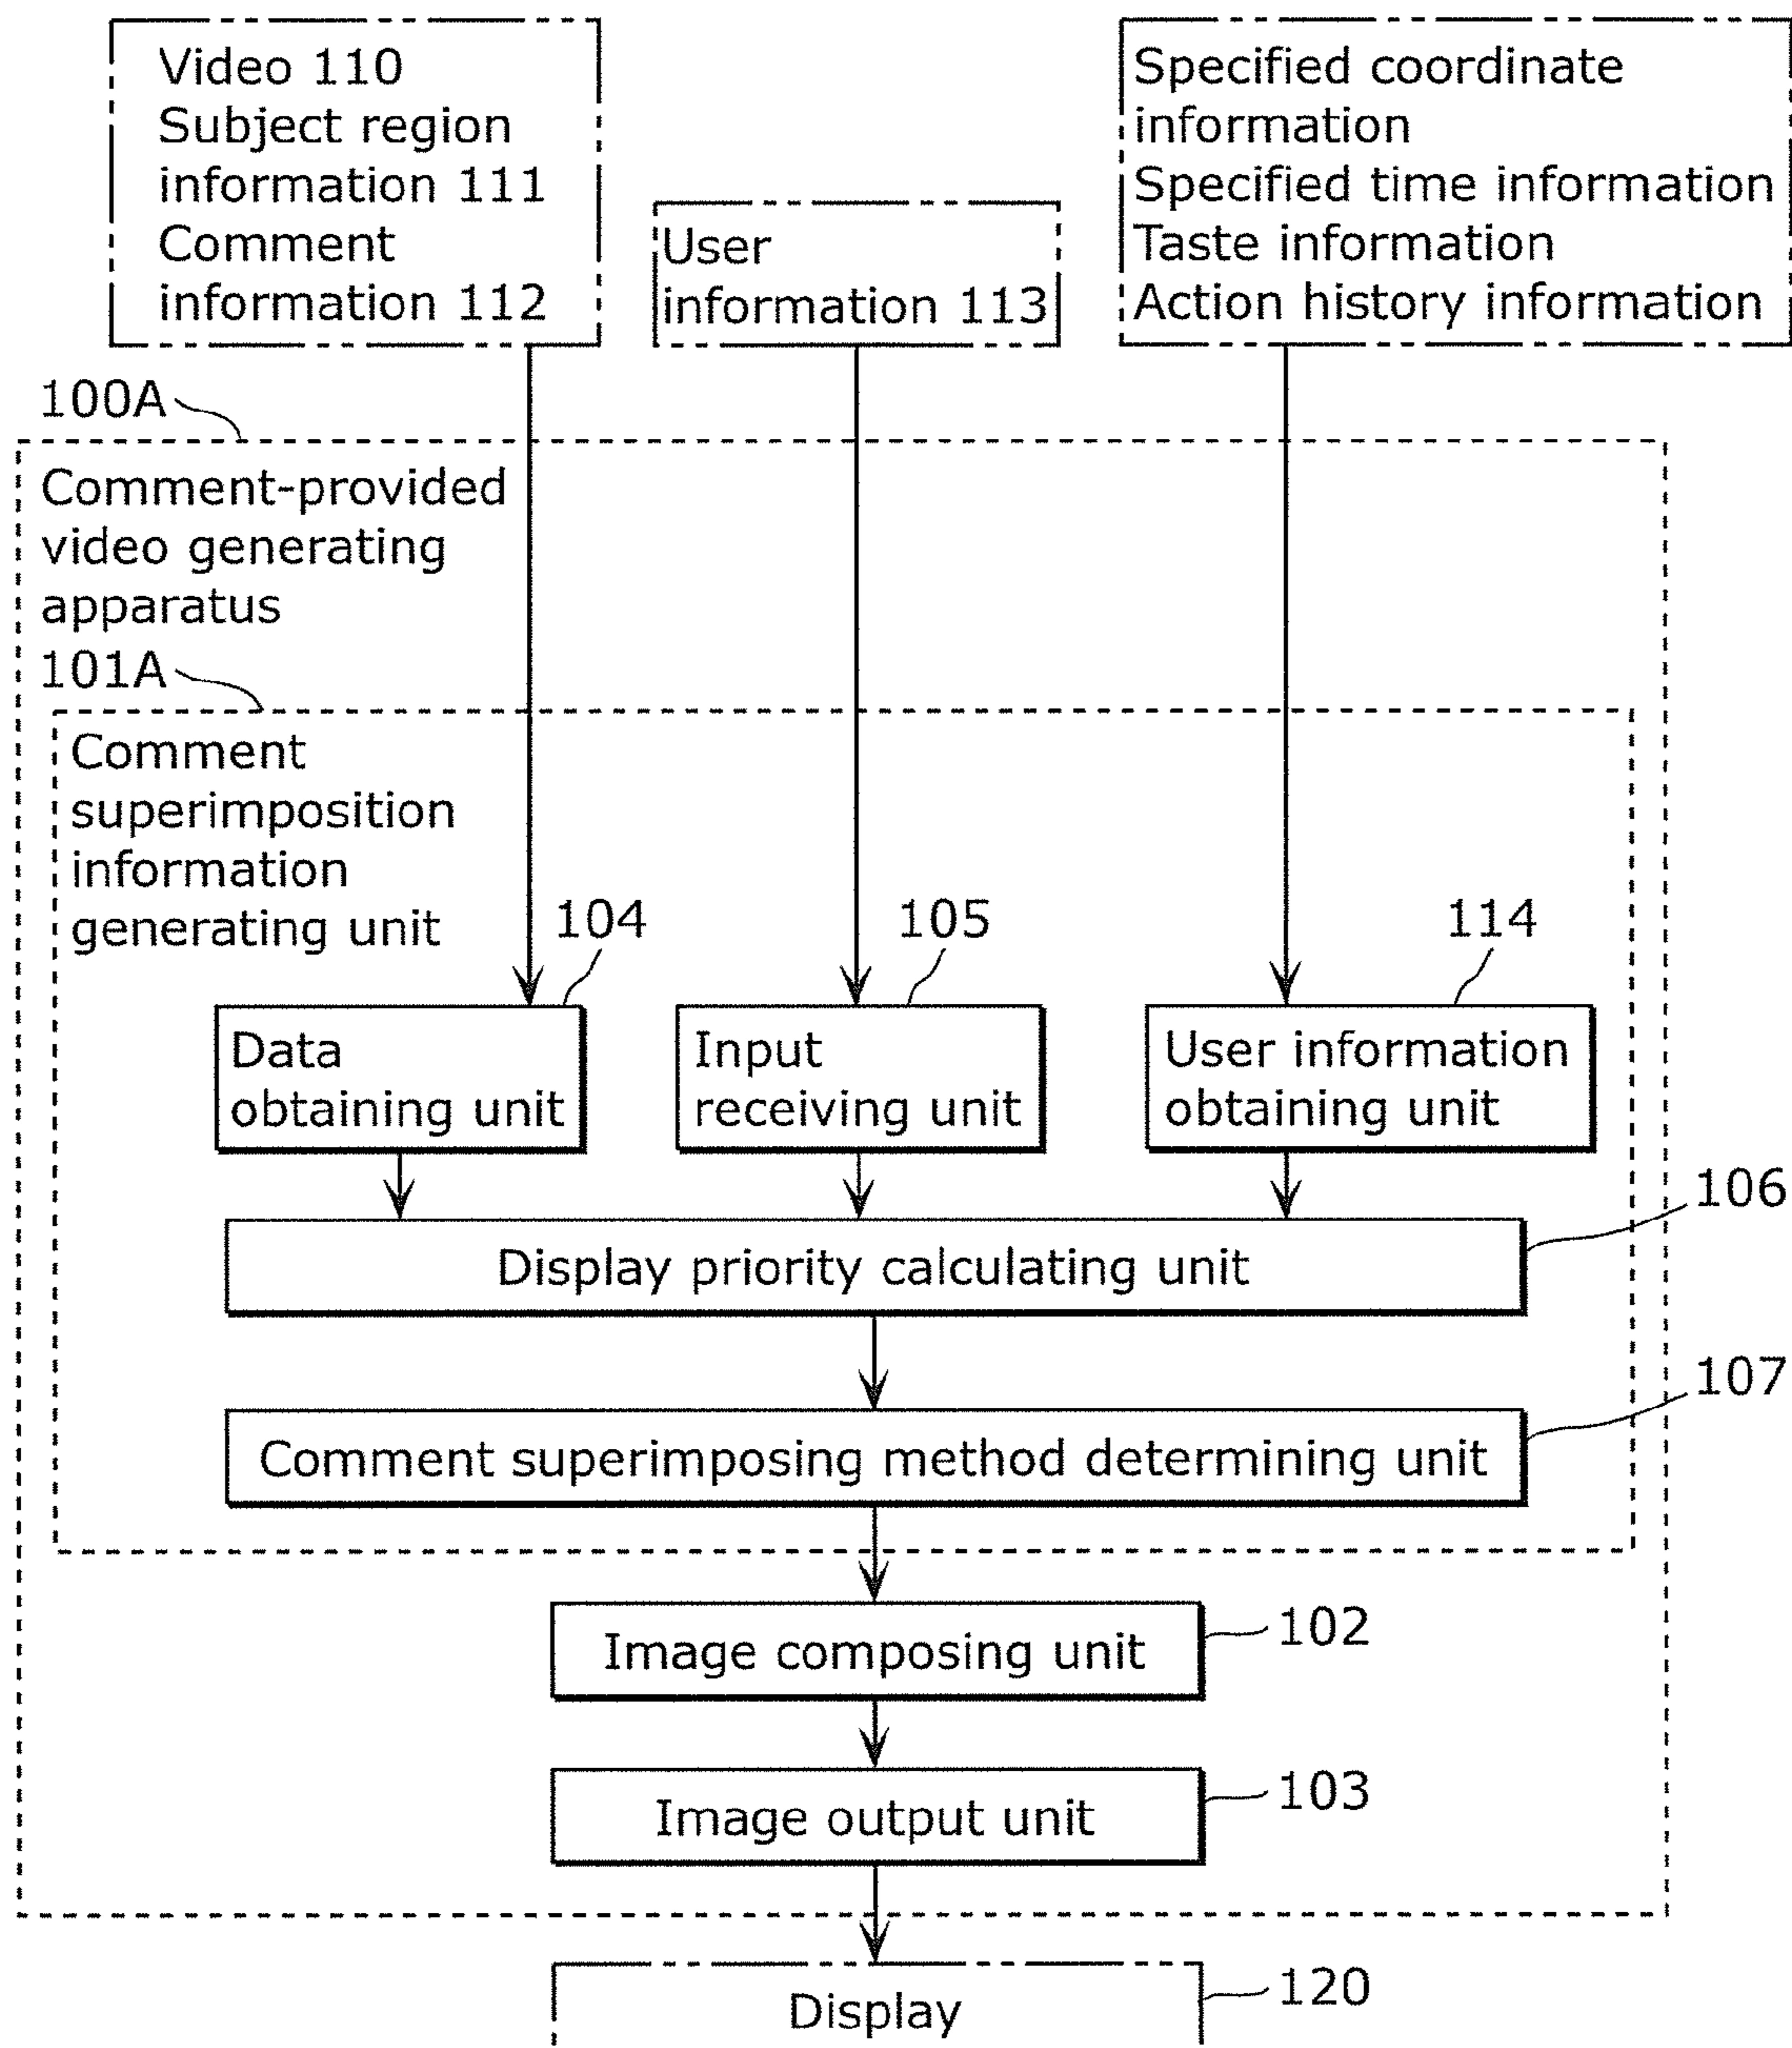 Video 110
Subject region
information 111
Comment
information 112
User
information 113
Specified coordinate
information
Specified time information
Taste information
Action history information
100A
Comment-provided
video generating
apparatus
101A
Comment
superimposition
information
generating unit
104
105
114
Data
obtaining unit
Input
receiving unit
User information
obtaining unit
106
Display priority calculating unit
107
Comment superimposing method determining unit
102
Image composing unit
103
Image output unit
120
Display